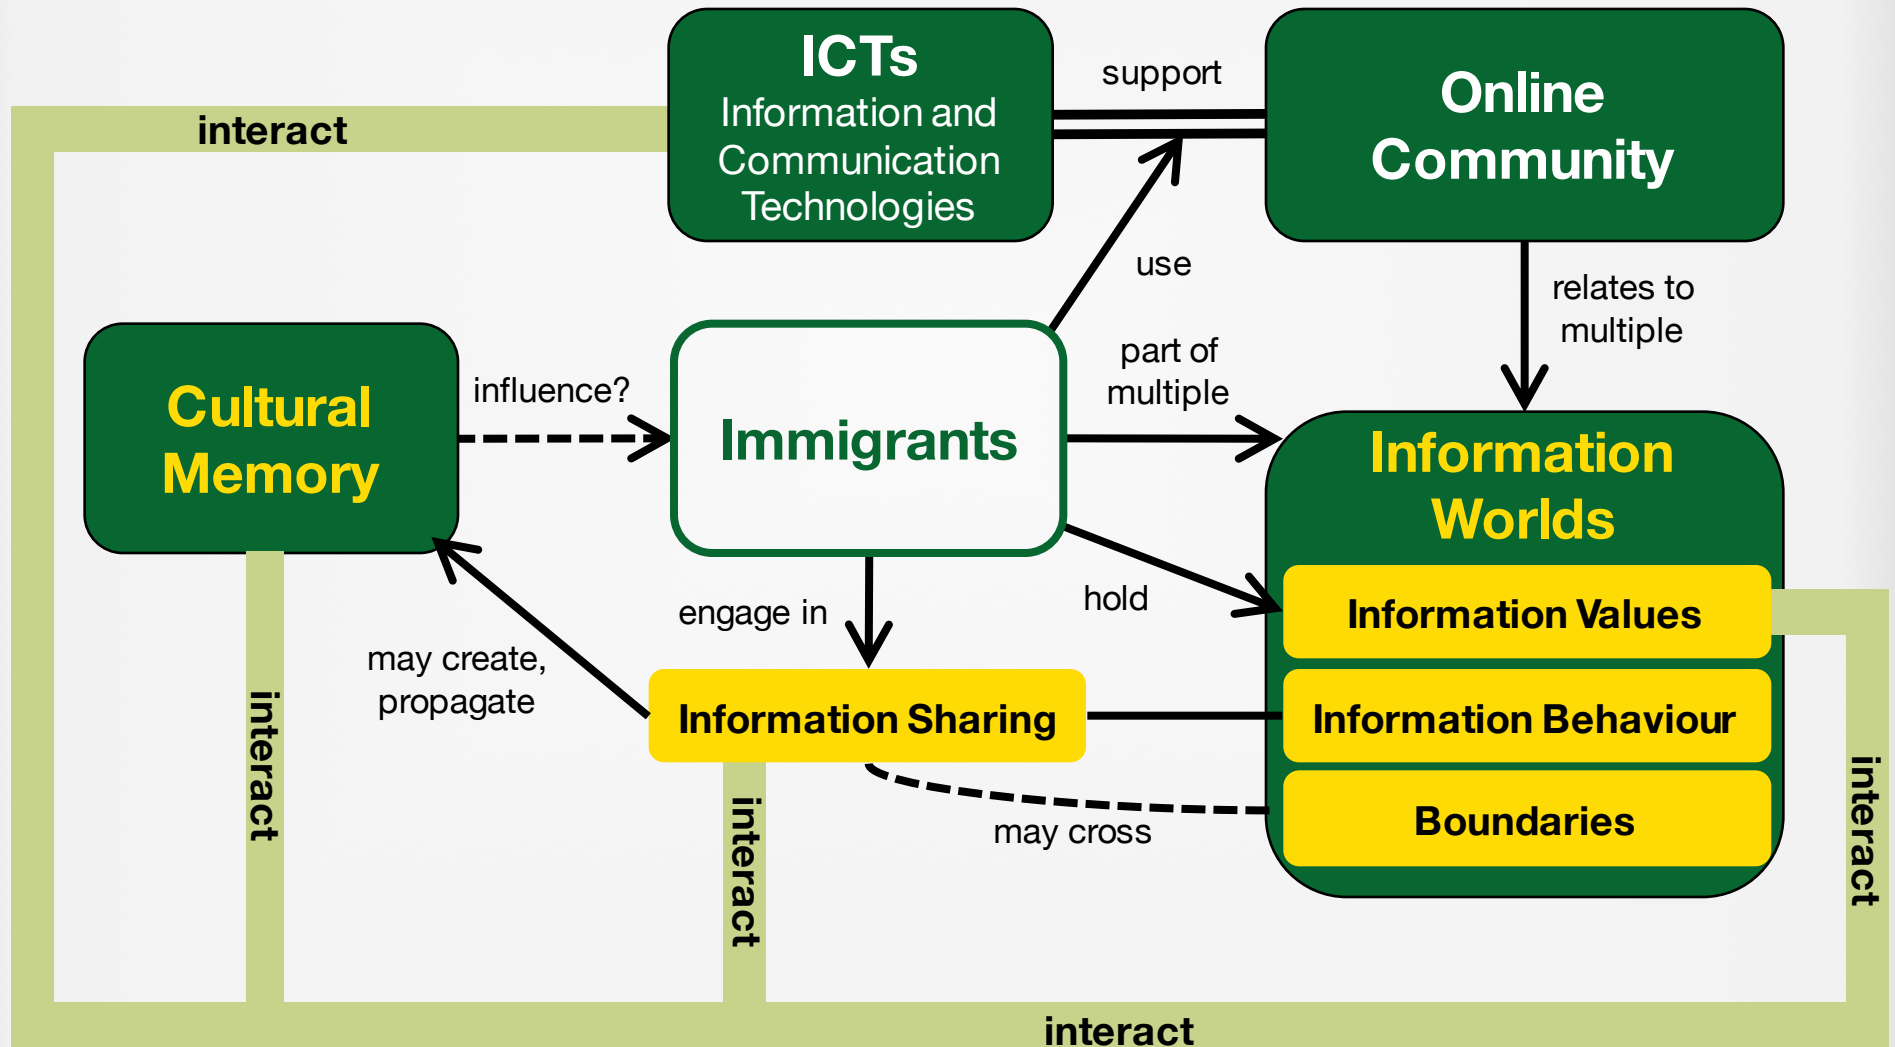 ICTs
Information and
Communication
Technologies
support
Online
Community
interact
use
relates to
multiple
Cultural
Memory
influence?
Immigrants
part of
multiple
Information
Worlds
hold
Information Values
engage in
may create,
propagate
Information Sharing
Information Behaviour
may cross
Boundaries
interact
interact
interact
interact